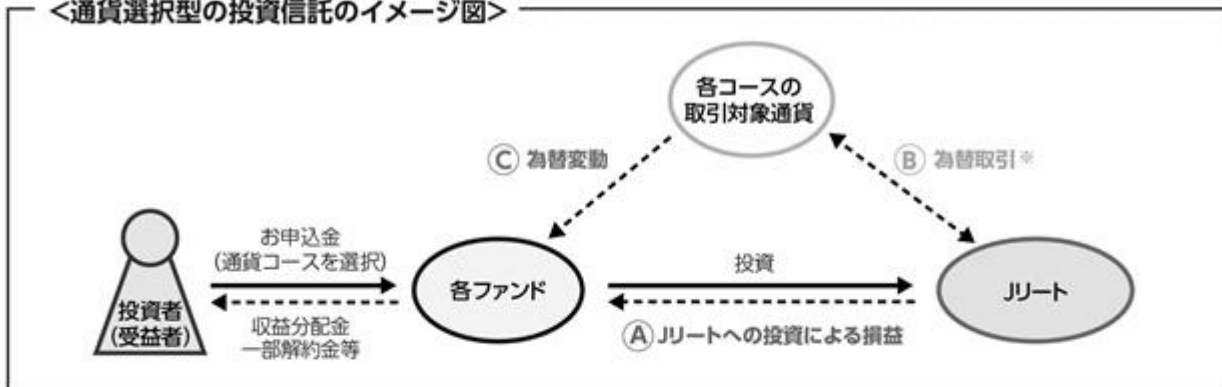 <通貨選択型の投資信託のイメージ図>
各コースの
取引対象通貨
Ⓒ 為替変動
Ⓑ 為替取引※
お申込金
(通貨コースを選択)
投資者
(受益者)
収益分配金
一部解約金等
各ファンド
投資
Jリート
Ⓐ Jリートへの投資による損益